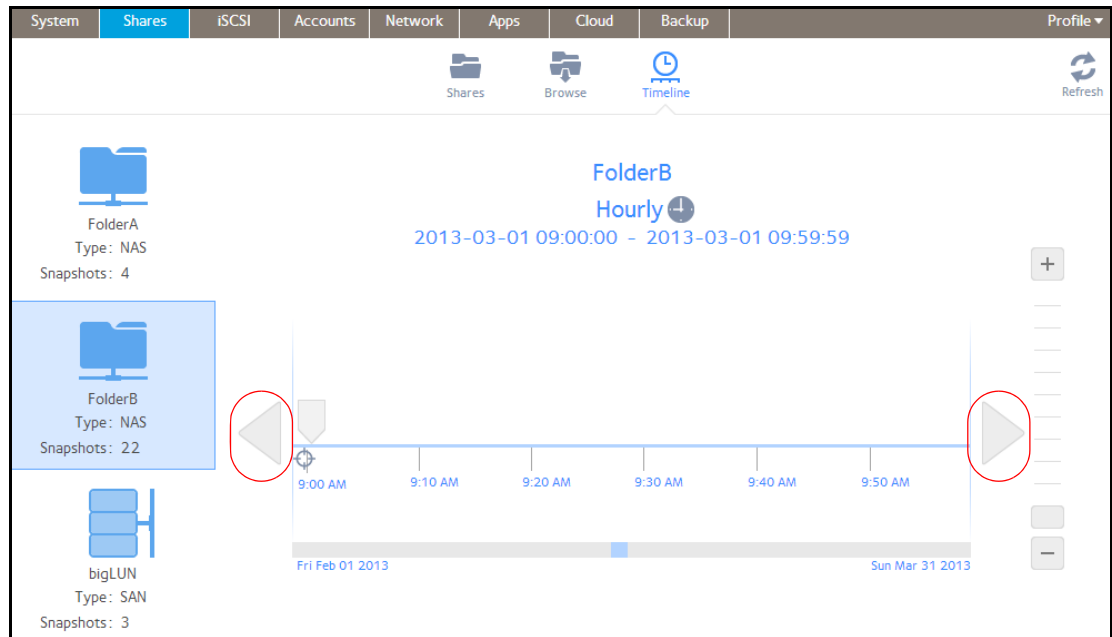 System Shares iSCSI Accounts Network Apps Cloud Backup Profile ▾
Shares Browse Timeline Refresh
FolderA
Type: NAS
Snapshots: 4
FolderB
Type: NAS
Snapshots: 22
bigLUN
Type: SAN
Snapshots: 3
FolderB
Hourly
2013-03-01 09:00:00 - 2013-03-01 09:59:59
+
9:00 AM 9:10 AM 9:20 AM 9:30 AM 9:40 AM 9:50 AM
Fri Feb 01 2013 Sun Mar 31 2013
−